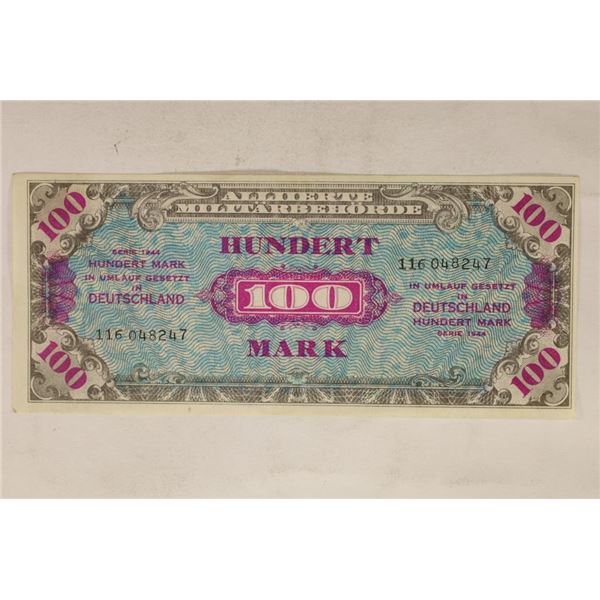 ALLIIERTE
MILITÄRBEHÖRDE
100
100
HUNDERT
116 048247
SERIE 1944
HUNDERT MARK
IN UMLAUF GESETZT
IN
DEUTSCHLAND
100
IN UMLAUF GESETZT
IN
DEUTSCHLAND
HUNDERT MARK
SERIE 1944
116 048247
MARK
100
100